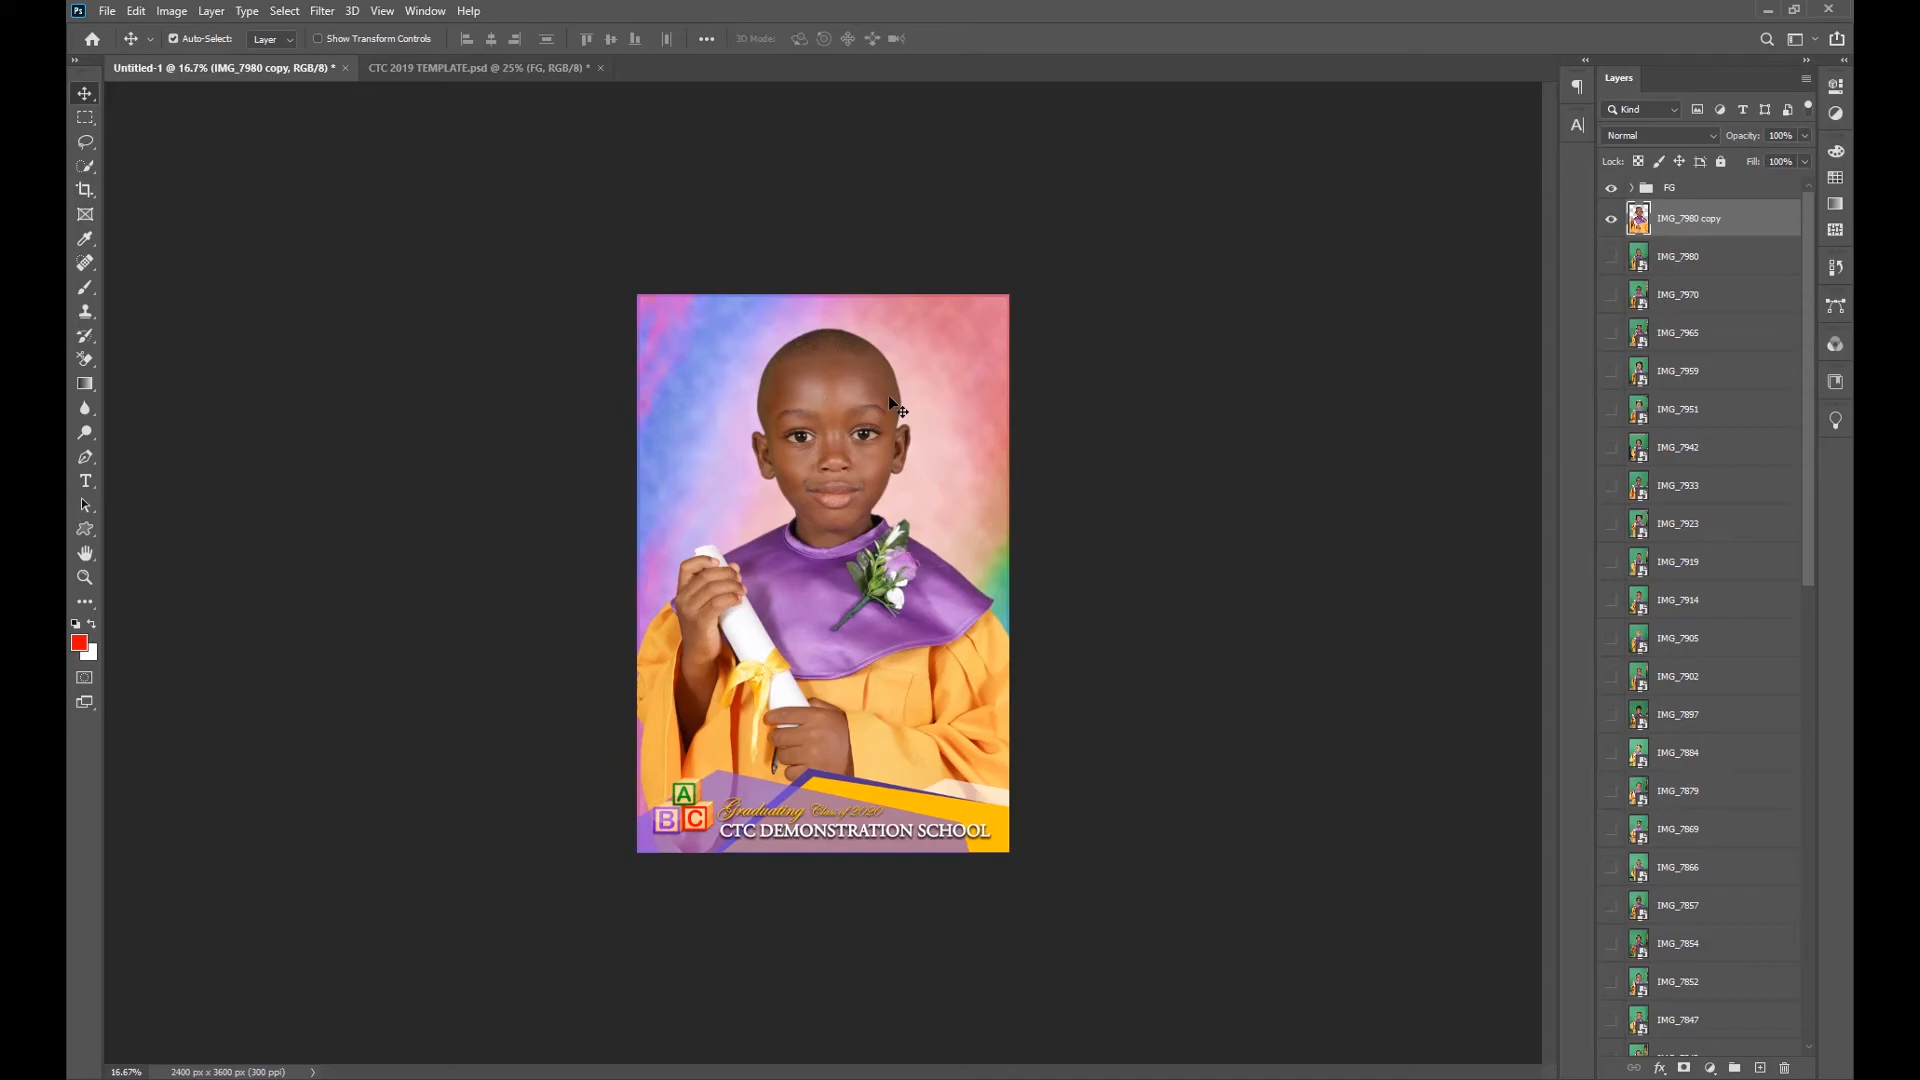 Ps File Edit Image Layer Type Select Filter 3D View Window Help
Auto-Select: Layer Show Transform Controls 3D Mode:
Untitled-1 @ 16.7% (IMG_7980 copy, RGB/8) * × CTC 2019 TEMPLATE.psd @ 25% (FG, RGB/8) * ×
Layers
Kind
Normal Opacity: 100%
Lock: Fill: 100%
FG
IMG_7980 copy
IMG_7980
IMG_7970
IMG_7965
IMG_7959
IMG_7951
IMG_7942
IMG_7933
IMG_7923
IMG_7919
IMG_7914
IMG_7905
IMG_7902
IMG_7897
IMG_7884
IMG_7879
IMG_7869
IMG_7866
IMG_7857
IMG_7854
IMG_7852
IMG_7847
A
B C
Graduating Class of 2020
CTC DEMONSTRATION SCHOOL
16.67% 2400 px x 3600 px (300 ppi)